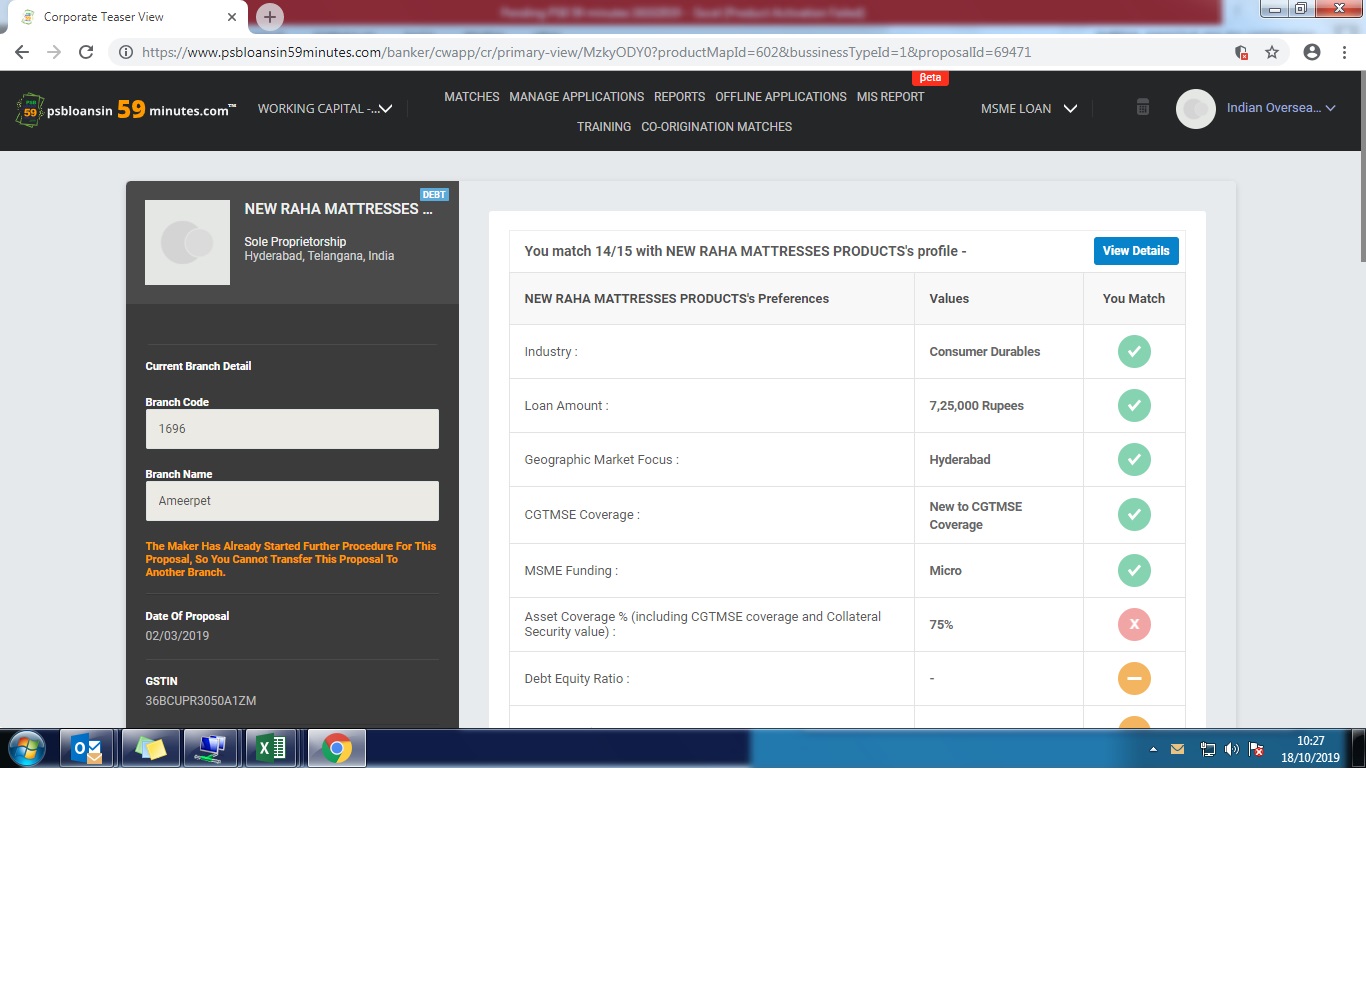 Corporate Teaser View
https://www.psbloansin59minutes.com/banker/cwapp/cr/primary-view/MzkyODY0?productMapId=602&bussinessTypeId=1&proposalId=69471
psbloansin 59 minutes.com™
WORKING CAPITAL -...
MATCHES MANAGE APPLICATIONS REPORTS OFFLINE APPLICATIONS MIS REPORT
βeta
TRAINING CO-ORIGINATION MATCHES
MSME LOAN
Indian Oversea...
DEBT
NEW RAHA MATTRESSES ...
Sole Proprietorship
Hyderabad, Telangana, India
Current Branch Detail
Branch Code
1696
Branch Name
Ameerpet
The Maker Has Already Started Further Procedure For This
Proposal, So You Cannot Transfer This Proposal To
Another Branch.
Date Of Proposal
02/03/2019
GSTIN
36BCUPR3050A1ZM
You match 14/15 with NEW RAHA MATTRESSES PRODUCTS's profile -
View Details
NEW RAHA MATTRESSES PRODUCTS's Preferences Values You Match
Industry : Consumer Durables
Loan Amount : 7,25,000 Rupees
Geographic Market Focus : Hyderabad
CGTMSE Coverage : New to CGTMSE
Coverage
MSME Funding : Micro
Asset Coverage % (including CGTMSE coverage and Collateral
Security value) : 75% X
Debt Equity Ratio : -
10:27
18/10/2019